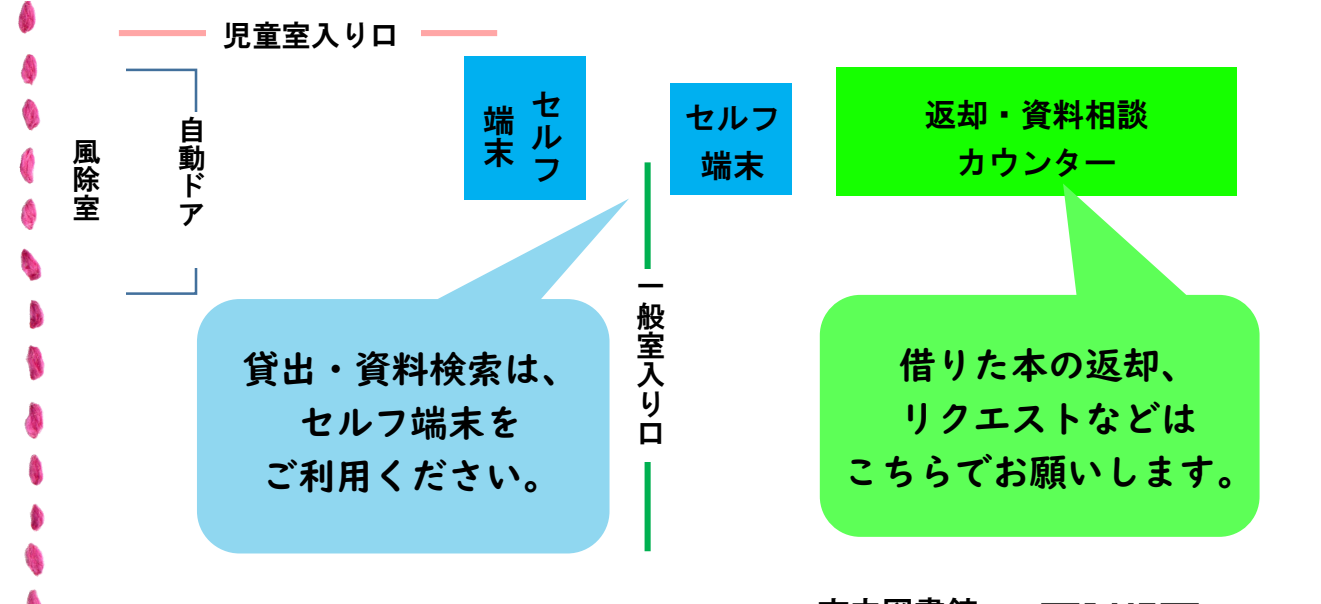 児童室入り口
風除室
自動ドア
セルフ
端末
セルフ
端末
返却・資料相談
カウンター
一般室入り口
貸出・資料検索は、
セルフ端末を
ご利用ください。
借りた本の返却、
リクエストなどは
こちらでお願いします。